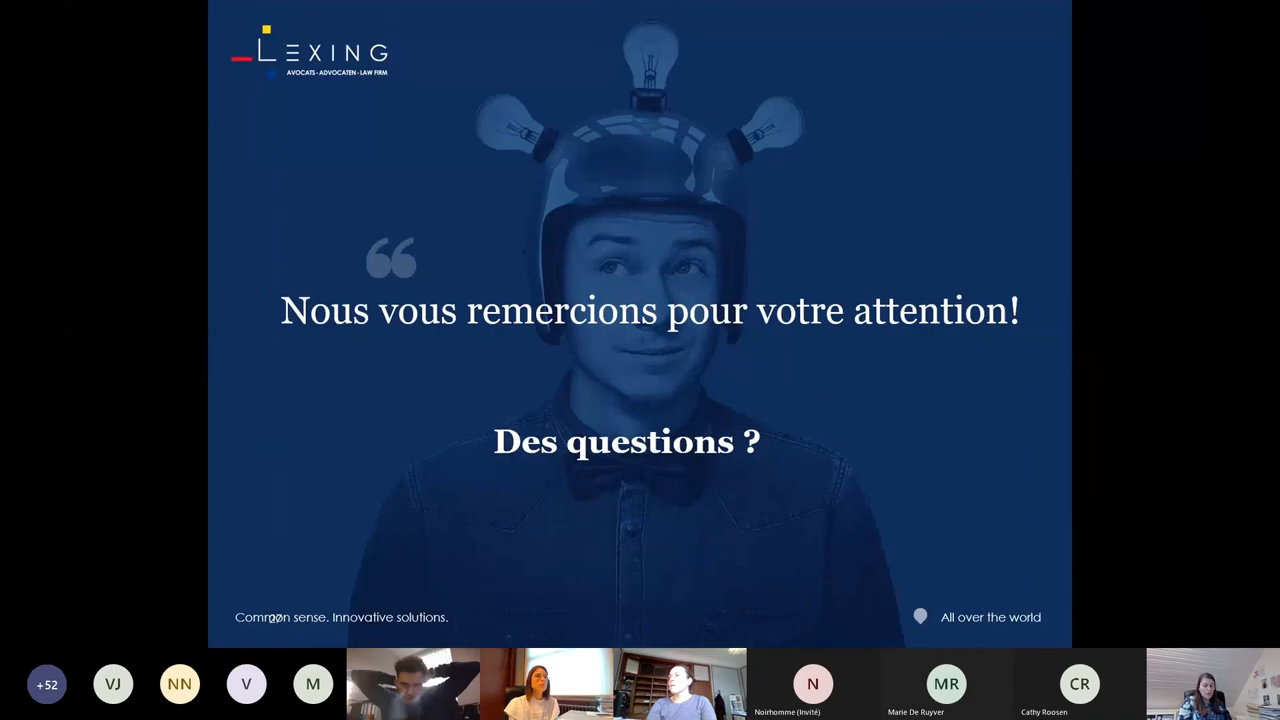 LEXING
AVOCATS - ADVOCATEN - LAW FIRM
“
Nous vous remercions pour votre attention!
Des questions ?
Common sense. Innovative solutions.
27
All over the world
+52
VJ
NN
V
M
N
MR
CR
Noirhomme (Invité)
Marie De Ruyver
Cathy Roosen